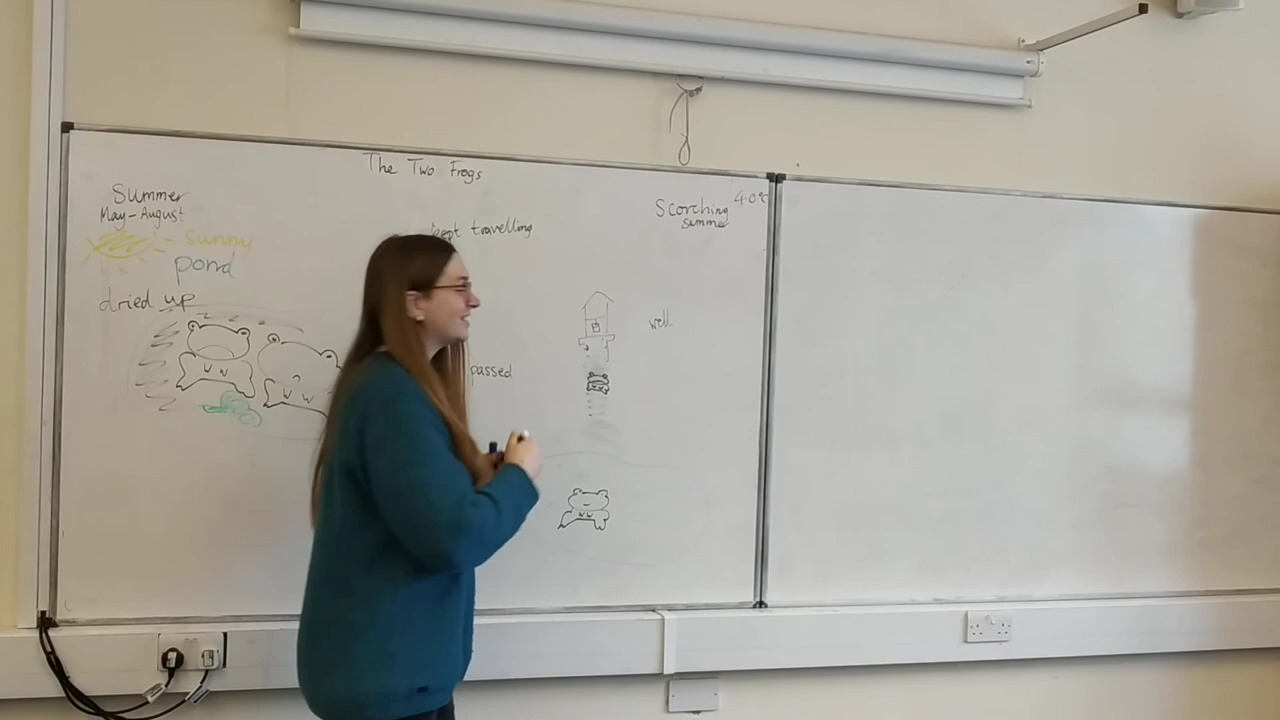 The Two Frogs
Summer
May-August
- sunny
pond
dried up
kept travelling
passed
Scorching 40°
summer
well